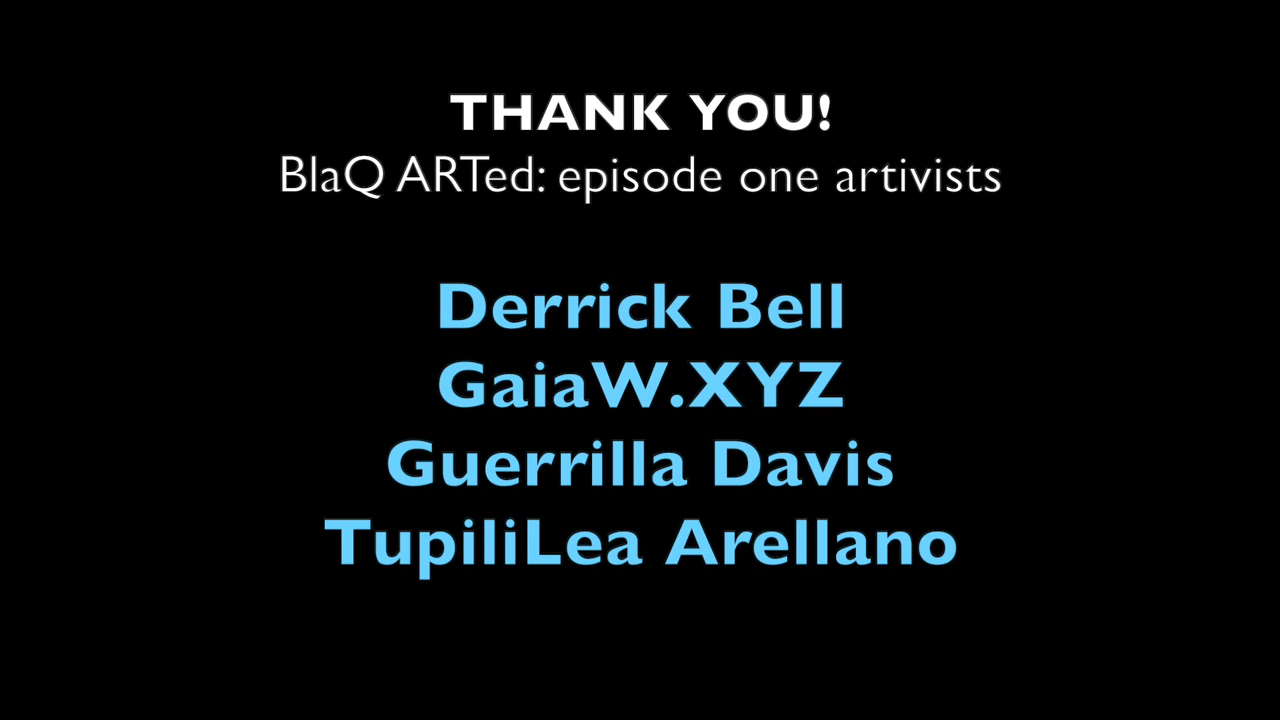 THANK YOU!
BlaQ ARTed: episode one artivists
Derrick Bell
GaiaW.XYZ
Guerrilla Davis
TupiliLea Arellano